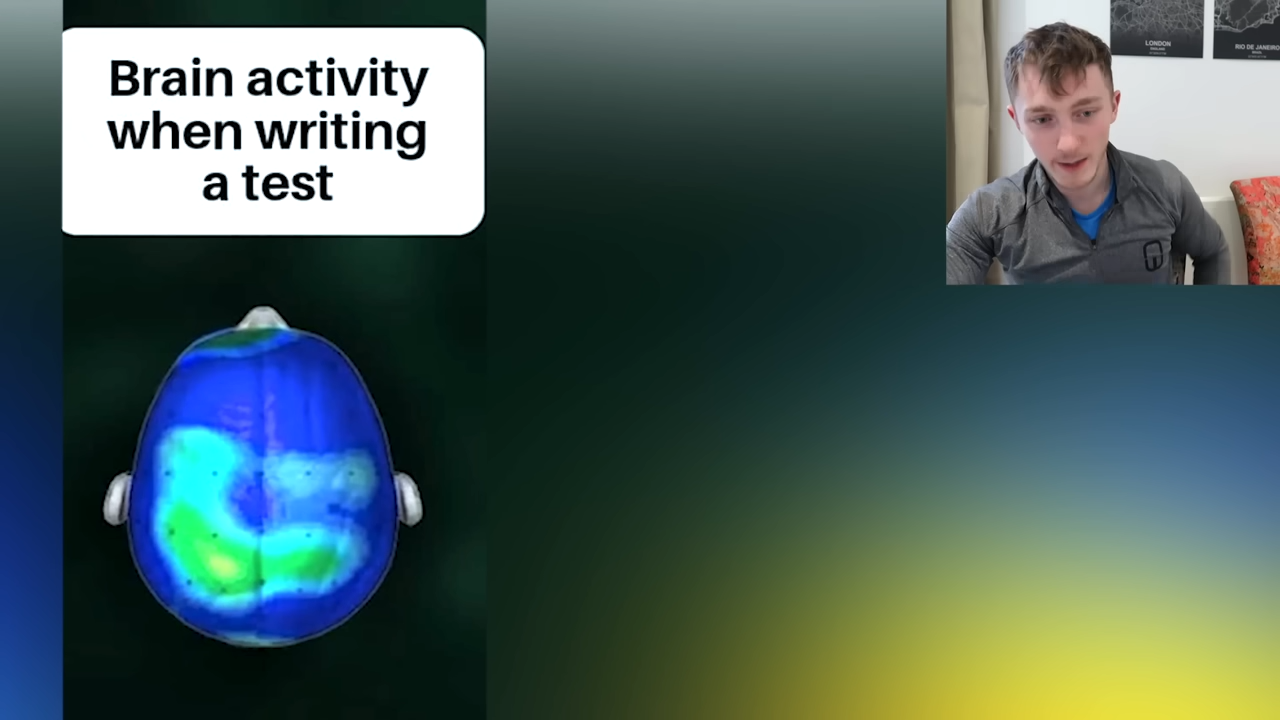 Brain activity
when writing
a test
LONDON
RIO DE JANEIRO